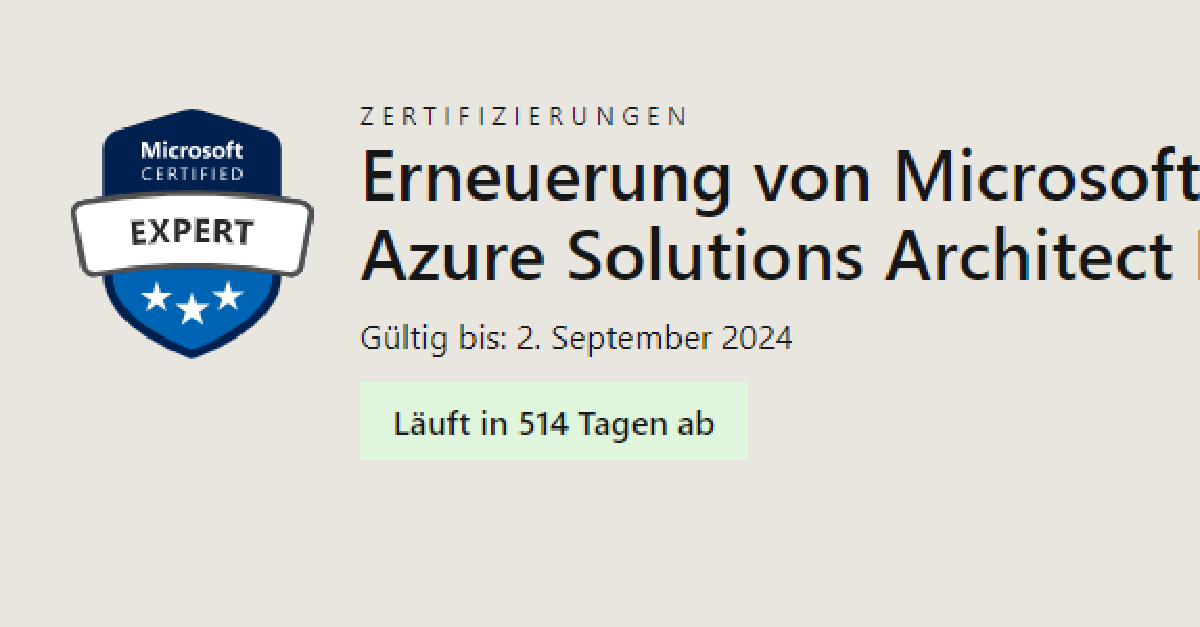 Microsoft
CERTIFIED
EXPERT
ZERTIFIZIERUNGEN
Erneuerung von Microsoft
Azure Solutions Architect
Gültig bis: 2. September 2024
Läuft in 514 Tagen ab